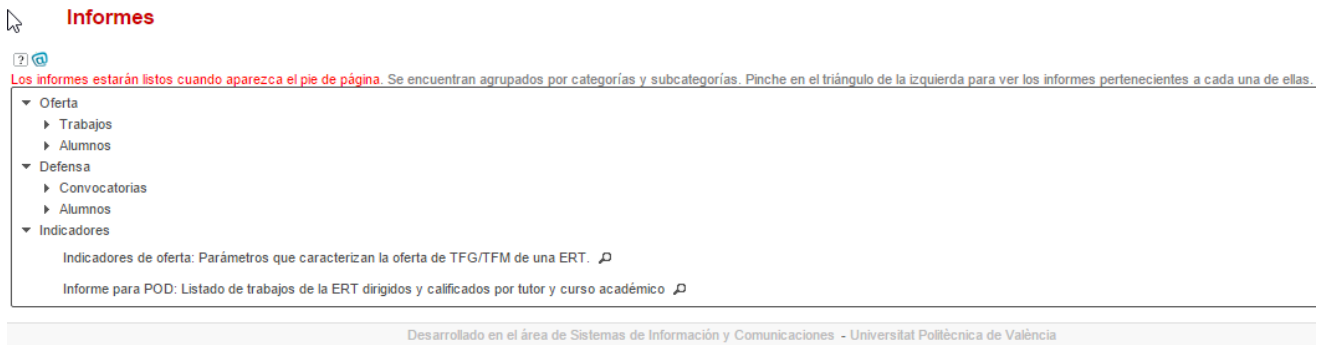 Informes
?
Los informes estarán listos cuando aparezca el pie de página. Se encuentran agrupados por categorías y subcategorías. Pinche en el triángulo de la izquierda para ver los informes pertenecientes a cada una de ellas.
Oferta
Trabajos
Alumnos
Defensa
Convocatorias
Alumnos
Indicadores
Indicadores de oferta: Parámetros que caracterizan la oferta de TFG/TFM de una ERT.
Informe para POD: Listado de trabajos de la ERT dirigidos y calificados por tutor y curso académico
Desarrollado en el área de Sistemas de Información y Comunicaciones - Universitat Politècnica de València